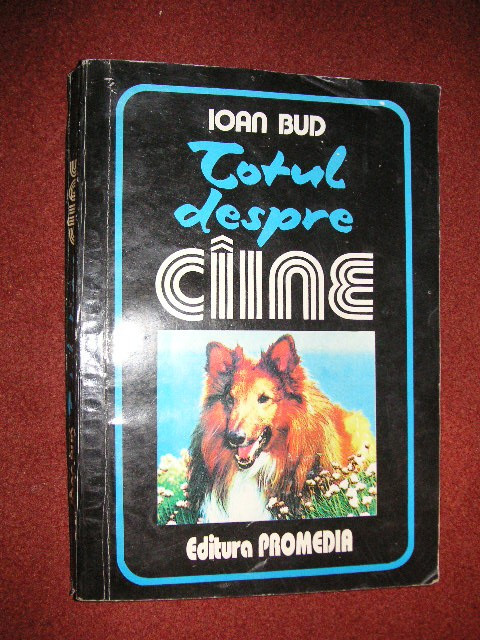 IOAN BUD
Totul
despre
CÎINE
Editura PROMEDIA